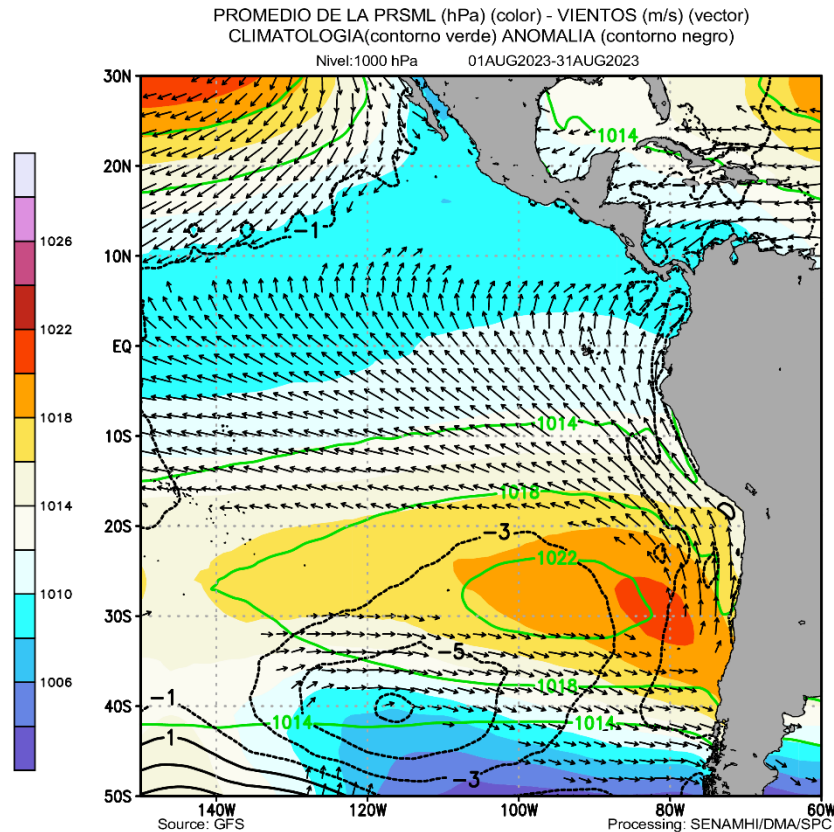 PROMEDIO DE LA PRSML (hPa) (color) - VIENTOS (m/s) (vector)
CLIMATOLOGIA(contorno verde) ANOMALIA (contorno negro)
Nivel:1000 hPa 01AUG2023-31AUG2023
30N
1014
20N
1026
-1
10N
1022
EQ
1018
1014
10S
1014
1018
20S
-3
1010
1022
30S
-5
1006
1018
-1
40S
1014
1014
1
-3
50S
140W 120W 100W 80W 60W
Source: GFS Processing: SENAMHI/DMA/SPC